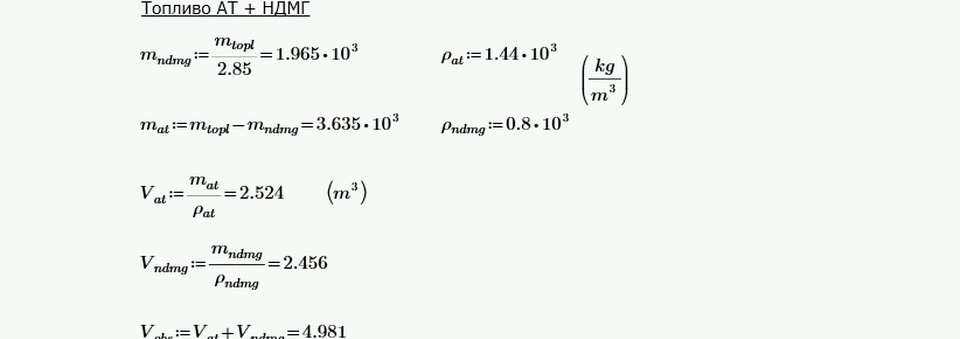 Топливо АТ + НДМГ
m_ndmg := m_topl / 2.85 = 1.965 • 10^3    ρ_at := 1.44 • 10^3    (kg / m^3)
m_at := m_topl − m_ndmg = 3.635 • 10^3    ρ_ndmg := 0.8 • 10^3
V_at := m_at / ρ_at = 2.524    (m^3)
V_ndmg := m_ndmg / ρ_ndmg = 2.456
V_obs := V_at + V_ndmg = 4.981